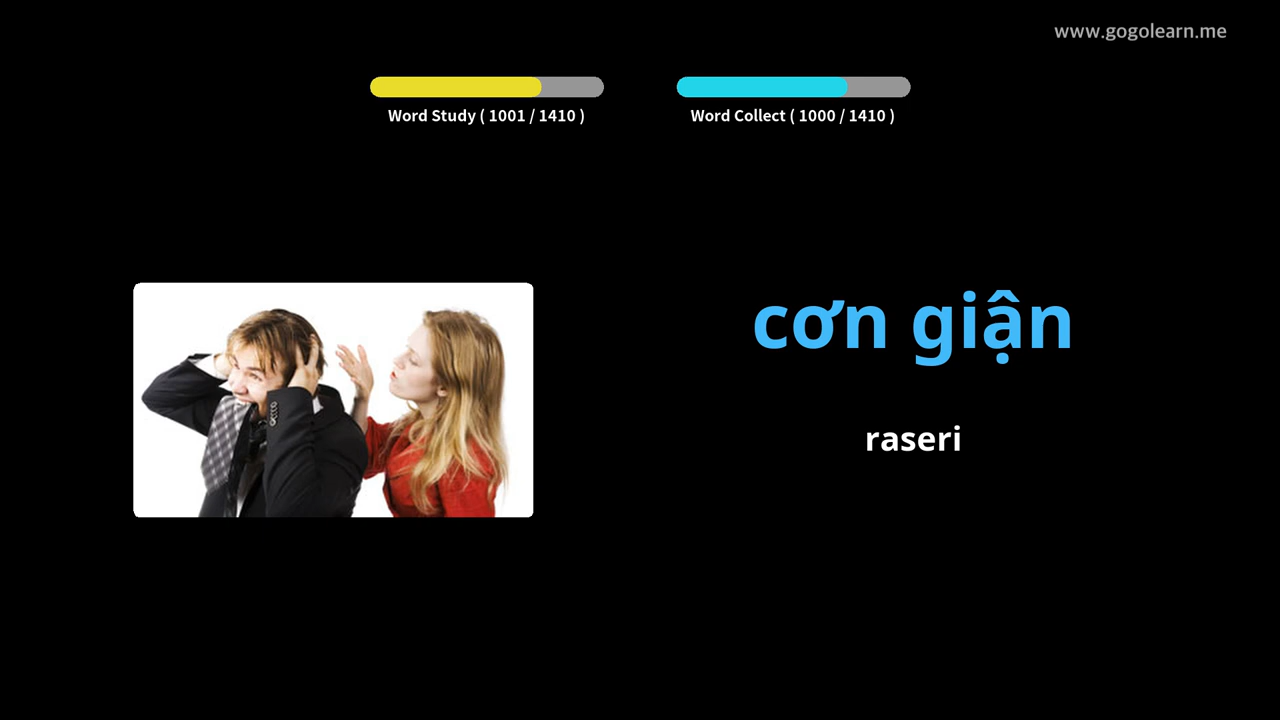 www.gogolearn.me
Word Study ( 1001 / 1410 )
Word Collect ( 1000 / 1410 )
cơn giận
raseri